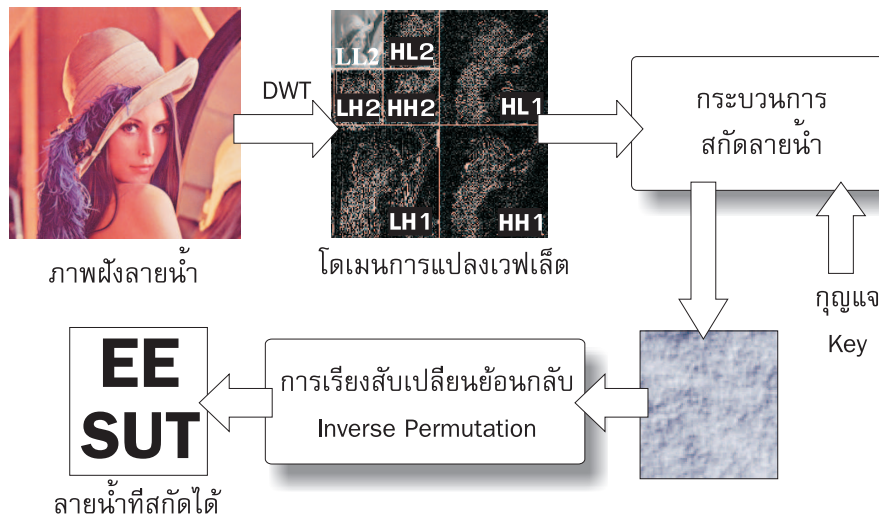 DWT
LL2
HL2
LH2
HH2
HL1
LH1
HH1
กระบวนการ
สกัดลายน้ำ
ภาพฝังลายน้ำ
โดเมนการแปลงเวฟเล็ต
กุญแจ
Key
EE
SUT
การเรียงสับเปลี่ยนย้อนกลับ
Inverse Permutation
ลายน้ำที่สกัดได้